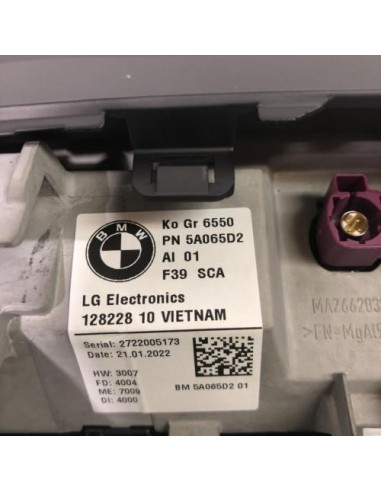 BMW
Ko Gr 6550
PN 5A065D2
AI 01
F39 SCA
LG Electronics
128228 10 VIETNAM
Serial: 2722005173
Date: 21.01.2022
HW: 3007
FD: 4004
ME: 7009
DI: 4000
BM 5A065D2 01